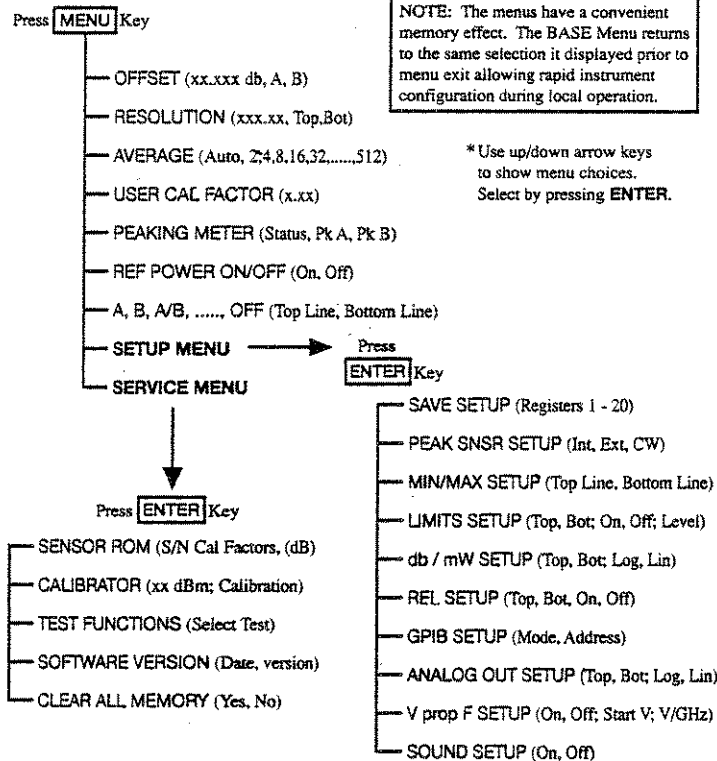 Press MENU Key
OFFSET (xx.xxx db, A, B)
RESOLUTION (xxx.xx, Top,Bot)
AVERAGE (Auto, 2,4,8,16,32,.....,512)
USER CAL FACTOR (x.xx)
PEAKING METER (Status, Pk A, Pk B)
REF POWER ON/OFF (On, Off)
A, B, A/B, ....., OFF (Top Line, Bottom Line)
SETUP MENU
SERVICE MENU
NOTE: The menus have a convenient
memory effect. The BASE Menu returns
to the same selection it displayed prior to
menu exit allowing rapid instrument
configuration during local operation.
* Use up/down arrow keys
to show menu choices.
Select by pressing ENTER.
Press
ENTER Key
SAVE SETUP (Registers 1 - 20)
PEAK SNSR SETUP (Int, Ext, CW)
MIN/MAX SETUP (Top Line, Bottom Line)
LIMITS SETUP (Top, Bot; On, Off; Level)
db / mW SETUP (Top, Bot; Log, Lin)
REL SETUP (Top, Bot, On, Off)
GPIB SETUP (Mode, Address)
ANALOG OUT SETUP (Top, Bot; Log, Lin)
V prop F SETUP (On, Off; Start V; V/GHz)
SOUND SETUP (On, Off)
Press ENTER Key
SENSOR ROM (S/N Cal Factors, (dB)
CALIBRATOR (xx dBm; Calibration)
TEST FUNCTIONS (Select Test)
SOFTWARE VERSION (Date, version)
CLEAR ALL MEMORY (Yes, No)